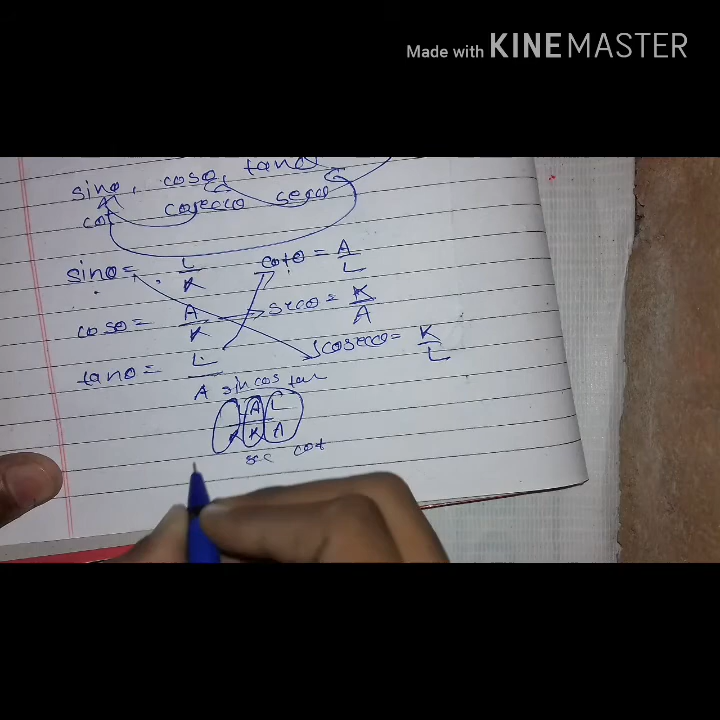 Made with KINEMASTER
sinθ, cosθ, tanθ
cot cosecθ secθ
sinθ = L/K cotθ = A/L
cosθ = A/K secθ = K/A
tanθ = L/A cosecθ = K/L
sin cos tan
A L
K A
sec cot